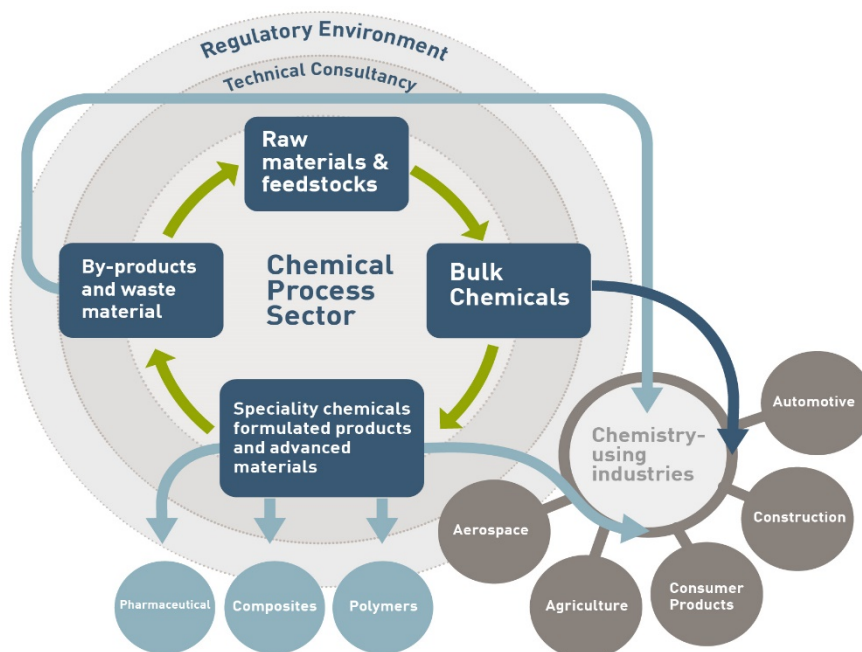 Regulatory Environment
Technical Consultancy
Raw
materials &
feedstocks
By-products
and waste
material
Chemical
Process
Sector
Bulk
Chemicals
Speciality chemicals
formulated products
and advanced
materials
Chemistry-
using
industries
Automotive
Construction
Consumer
Products
Agriculture
Aerospace
Pharmaceutical
Composites
Polymers